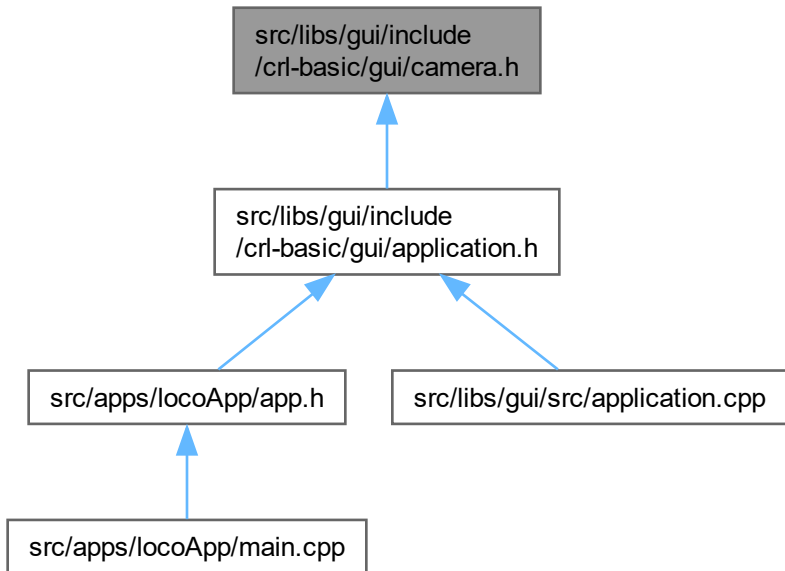 src/libs/gui/include
/crl-basic/gui/camera.h
src/libs/gui/include
/crl-basic/gui/application.h
src/apps/locoApp/app.h
src/libs/gui/src/application.cpp
src/apps/locoApp/main.cpp